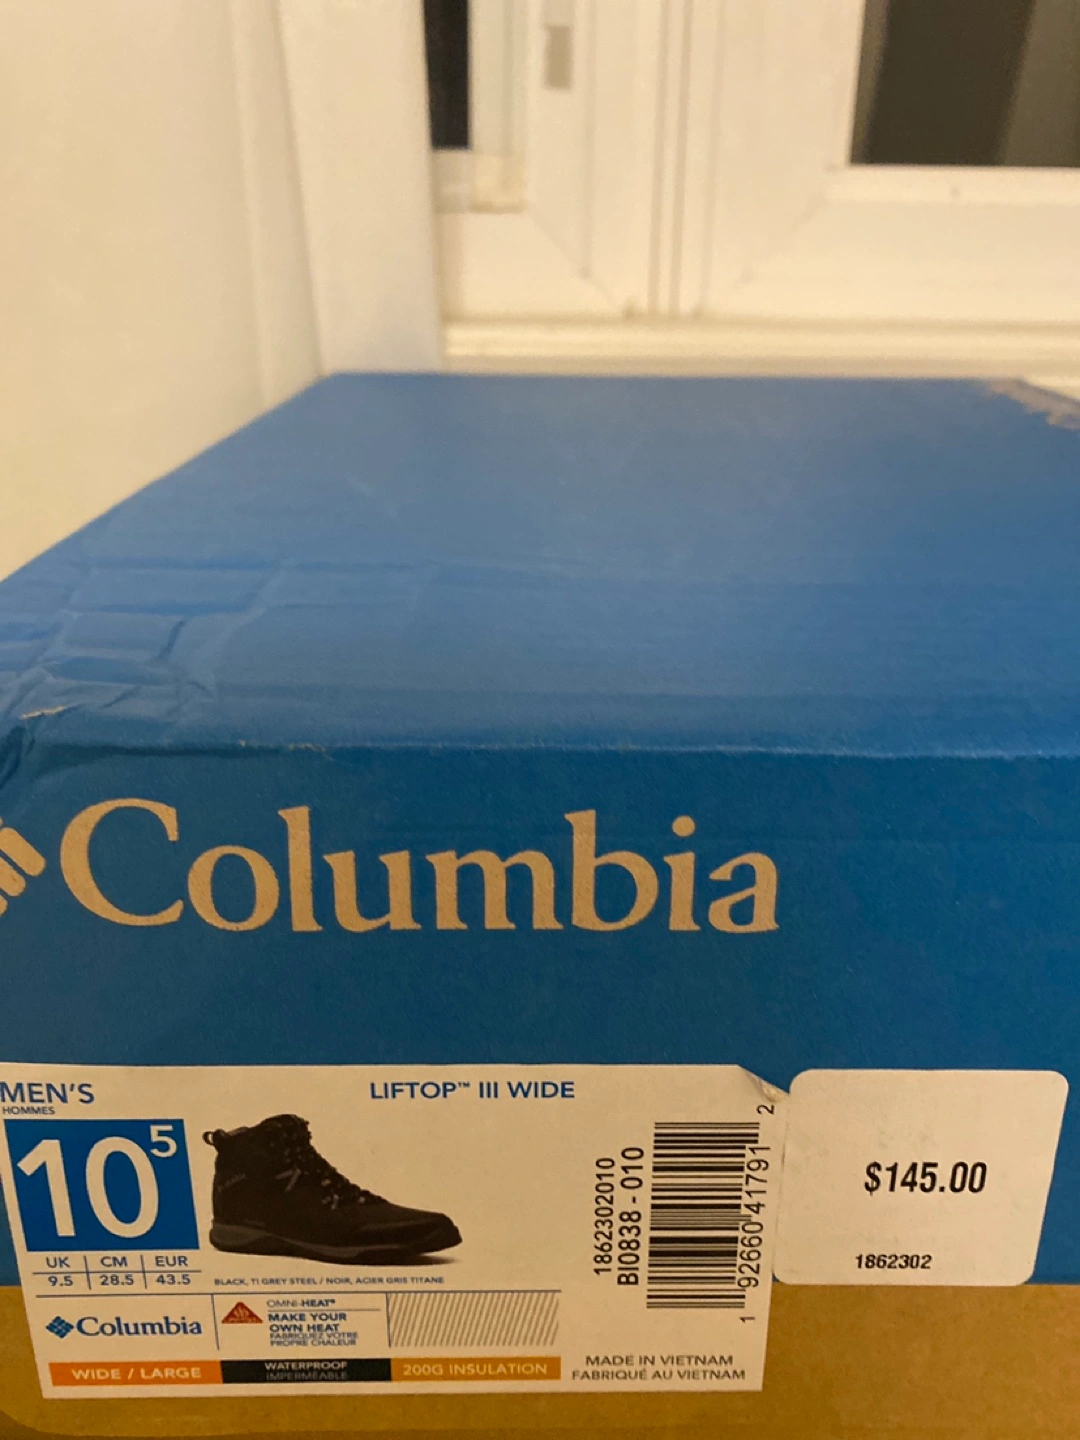 Columbia
MEN'S
HOMMES
10⁵
UK CM EUR
9.5 28.5 43.5
LIFTOP™ III WIDE
BLACK, TI GREY STEEL / NOIR, ACIER GRIS TITANE
Columbia
OMNI-HEAT®
MAKE YOUR
OWN HEAT
FABRIQUEZ VOTRE
PROPRE CHALEUR
WIDE / LARGE
WATERPROOF
IMPERMÉABLE
200G INSULATION
1862302010
BI0838 - 010
1 92660 41791 2
MADE IN VIETNAM
FABRIQUÉ AU VIETNAM
$145.00
1862302